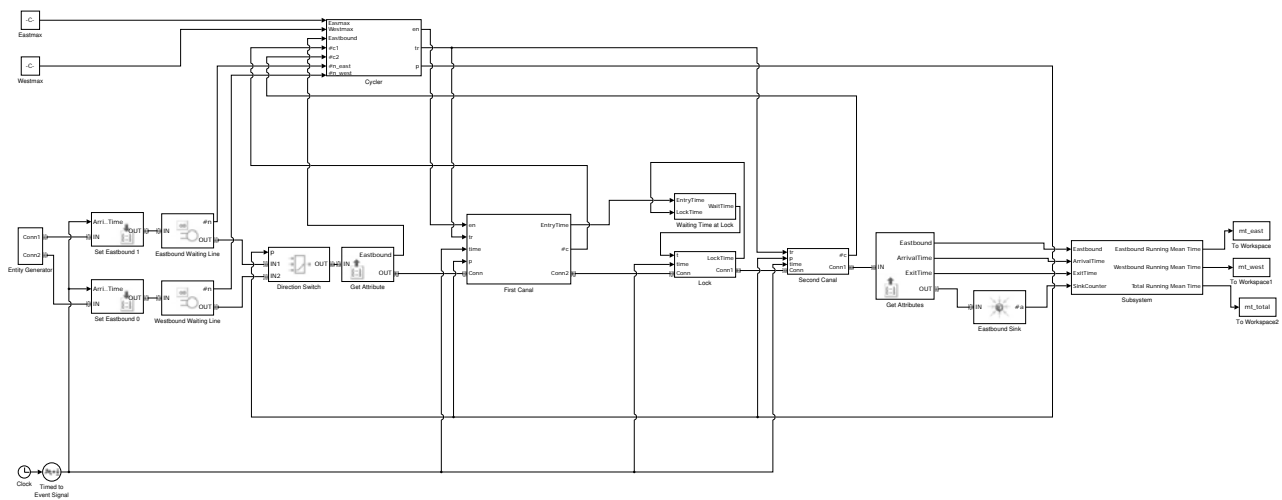 -C-
Eastmax
-C-
Westmax
Easmax
Westmax
Eastbound
#c1
#c2
#n_east
#n_west
en
tr
p
Cycler
Conn1
Conn2
Entity Generator
Arri...Time
OUT
IN
Set Eastbound 1
Arri...Time
OUT
IN
Set Eastbound 0
IN
#n
OUT
Eastbound Waiting Line
IN
#n
OUT
Westbound Waiting Line
p
IN1
IN2
OUT
Direction Switch
IN
Eastbound
OUT
Get Attribute
en
tr
time
p
Conn
EntryTime
#c
Conn2
First Canal
EntryTime
LockTime
WaitTime
Waiting Time at Lock
t
time
Conn
LockTime
Conn1
Lock
tr
p
time
Conn
#c
Conn1
Second Canal
IN
Eastbound
ArrivalTime
ExitTime
OUT
Get Attributes
IN
#a
Eastbound Sink
Eastbound
ArrivalTime
ExitTime
SinkCounter
Eastbound Running Mean Time
Westbound Running Mean Time
Total Running Mean Time
Subsystem
mt_east
To Workspace
mt_west
To Workspace1
mt_total
To Workspace2
Clock
Timed to
Event Signal